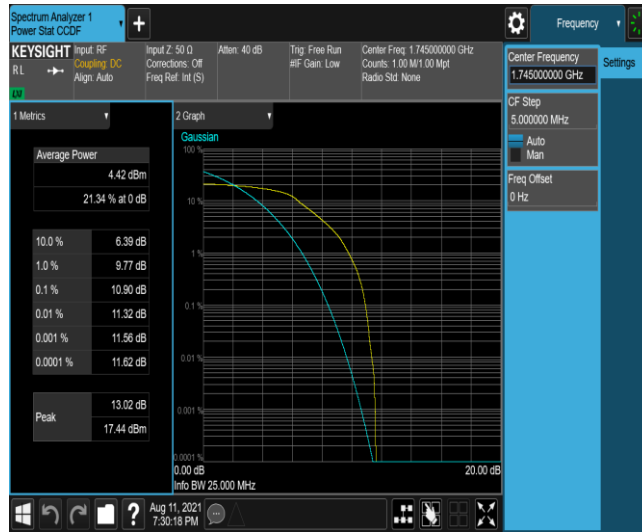 Spectrum Analyzer 1
Power Stat CCDF
+
Frequency
KEYSIGHT
RL
LXI
Input: RF
Coupling: DC
Align: Auto
Input Z: 50 Ω
Corrections: Off
Freq Ref: Int (S)
Atten: 40 dB
Trig: Free Run
#IF Gain: Low
Center Freq: 1.745000000 GHz
Counts: 1.00 M/1.00 Mpt
Radio Std: None
Center Frequency
1.745000000 GHz
Settings
CF Step
5.000000 MHz
Auto
Man
Freq Offset
0 Hz
1 Metrics
Average Power
4.42 dBm
21.34 % at 0 dB
10.0 % 6.39 dB
1.0 % 9.77 dB
0.1 % 10.90 dB
0.01 % 11.32 dB
0.001 % 11.56 dB
0.0001 % 11.62 dB
Peak
13.02 dB
17.44 dBm
2 Graph
Gaussian
100 %
10 %
1 %
0.1 %
0.01 %
0.001 %
0.0001 %
0.00 dB 20.00 dB
Info BW 25.000 MHz
?
Aug 11, 2021
7:30:18 PM